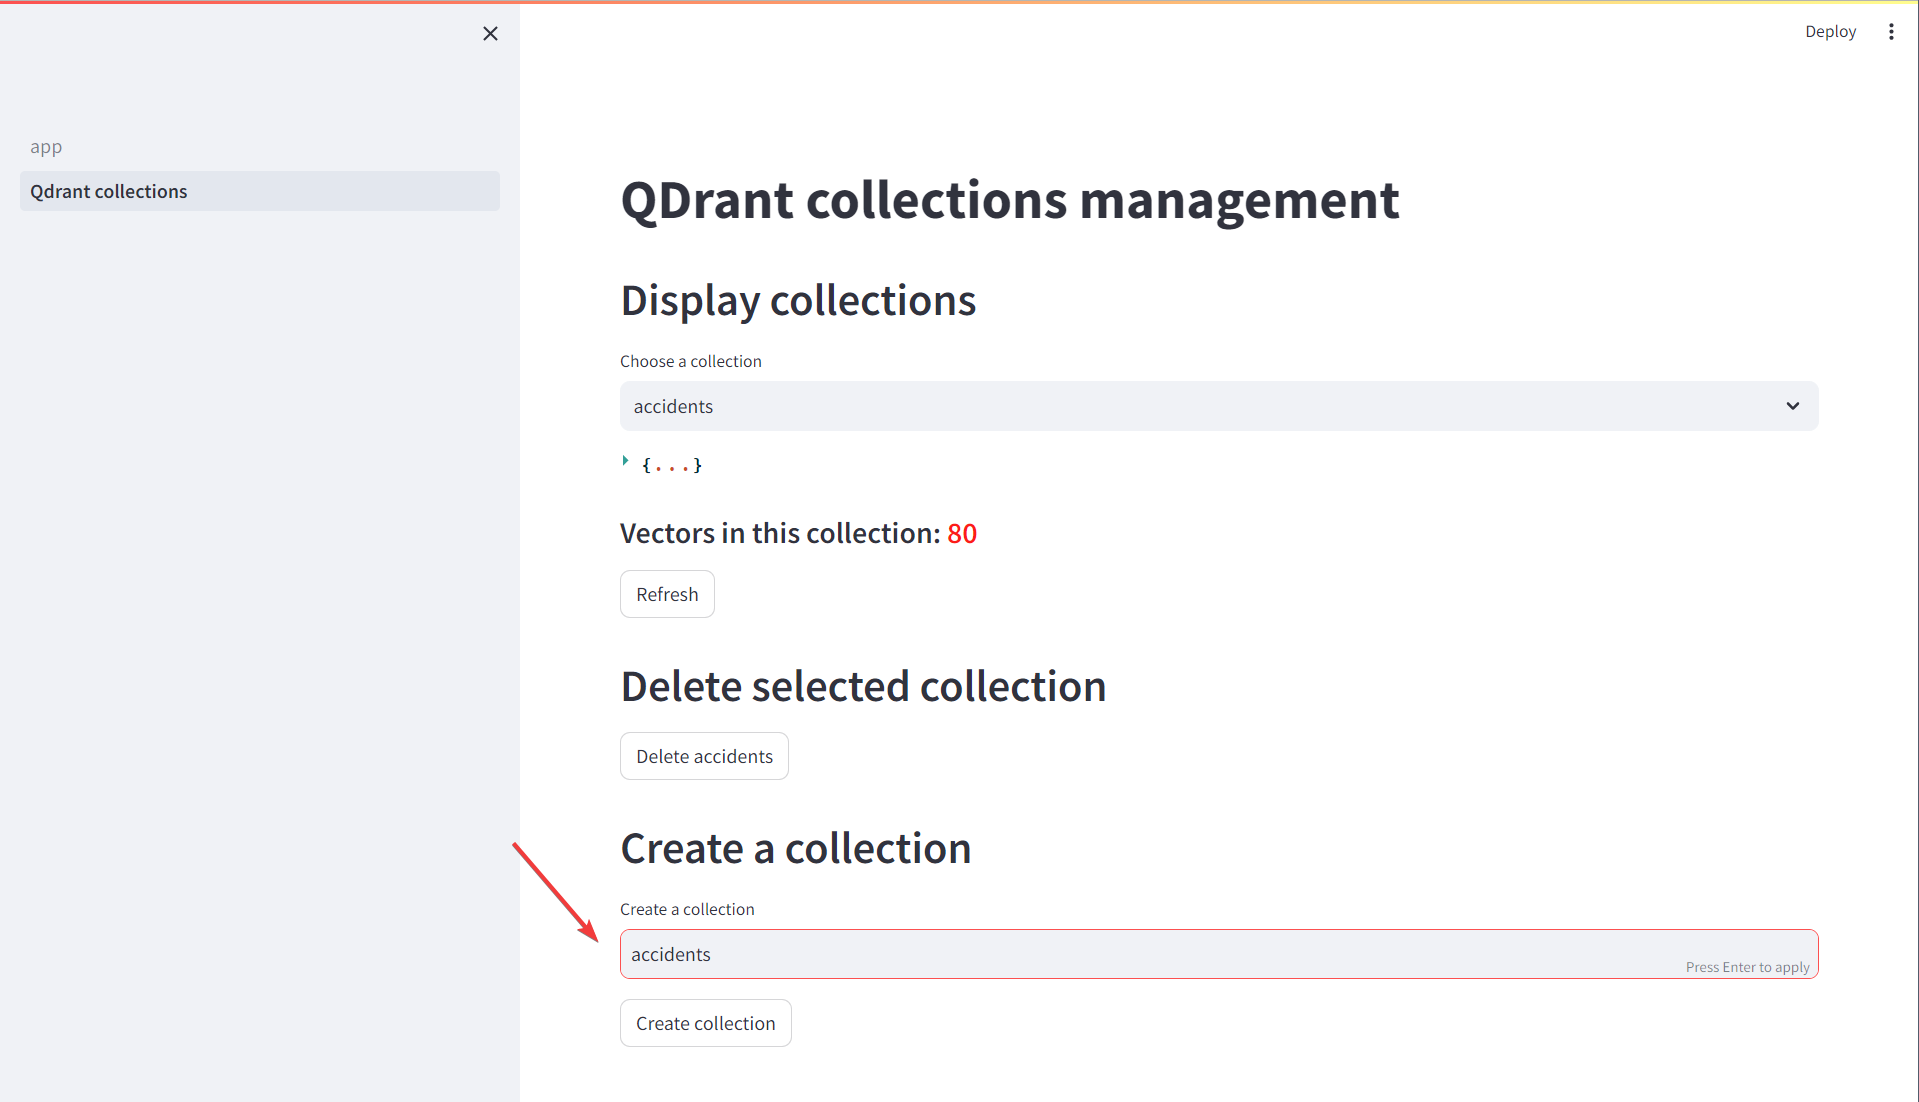 Deploy
app
Qdrant collections
QDrant collections management
Display collections
Choose a collection
accidents
{...}
Vectors in this collection: 80
Refresh
Delete selected collection
Delete accidents
Create a collection
Create a collection
accidents
Press Enter to apply
Create collection